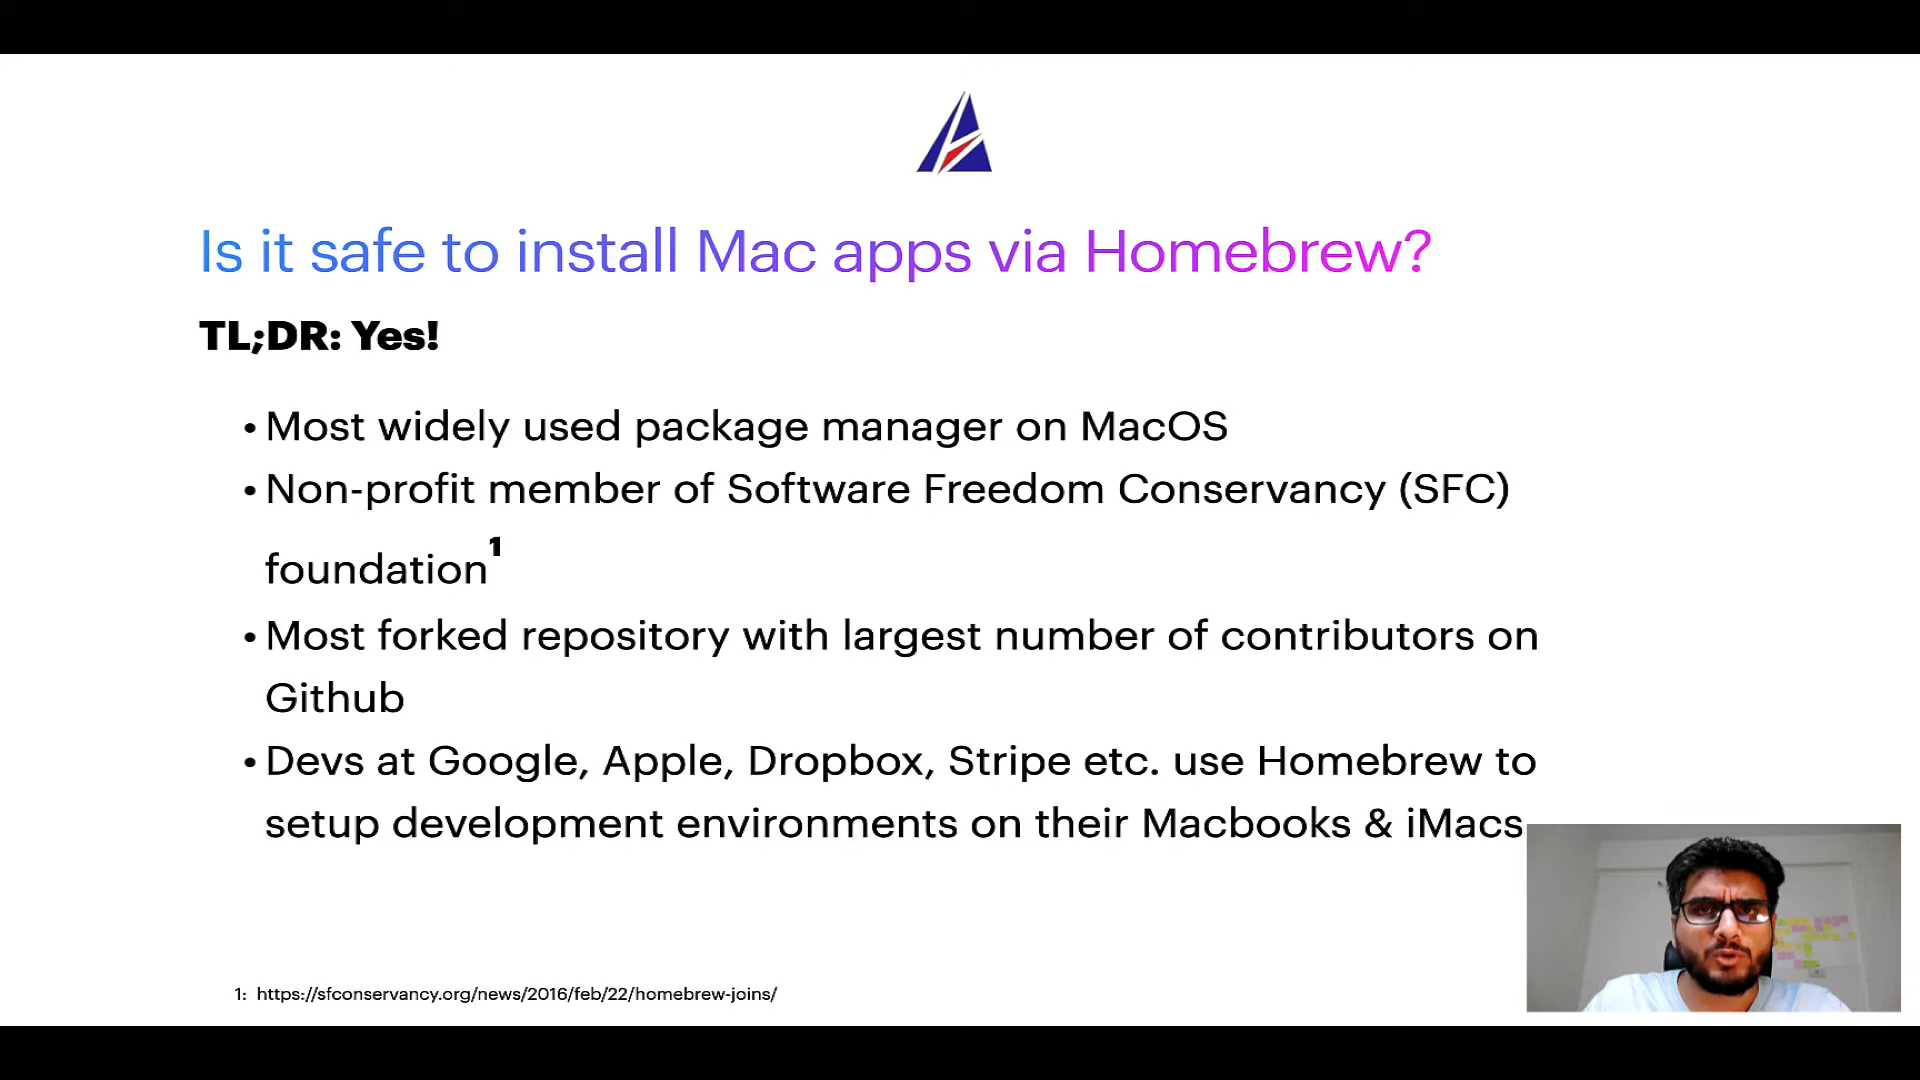 Is it safe to install Mac apps via Homebrew?
TL;DR: Yes!
• Most widely used package manager on MacOS
• Non-profit member of Software Freedom Conservancy (SFC)
foundation¹
• Most forked repository with largest number of contributors on
Github
• Devs at Google, Apple, Dropbox, Stripe etc. use Homebrew to
setup development environments on their Macbooks & iMacs
1: https://sfconservancy.org/news/2016/feb/22/homebrew-joins/